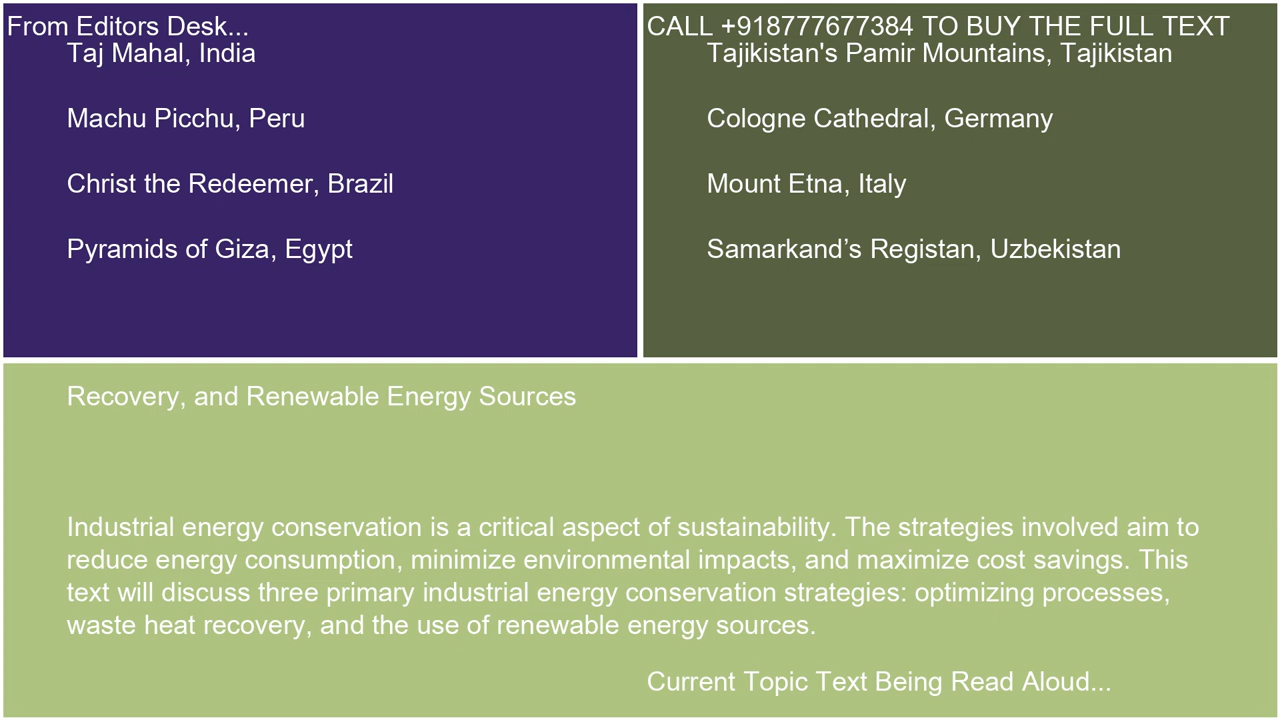 From Editors Desk...
Taj Mahal, India
Machu Picchu, Peru
Christ the Redeemer, Brazil
Pyramids of Giza, Egypt
CALL +918777677384 TO BUY THE FULL TEXT
Tajikistan's Pamir Mountains, Tajikistan
Cologne Cathedral, Germany
Mount Etna, Italy
Samarkand’s Registan, Uzbekistan
Recovery, and Renewable Energy Sources
Industrial energy conservation is a critical aspect of sustainability. The strategies involved aim to
reduce energy consumption, minimize environmental impacts, and maximize cost savings. This
text will discuss three primary industrial energy conservation strategies: optimizing processes,
waste heat recovery, and the use of renewable energy sources.
Current Topic Text Being Read Aloud...